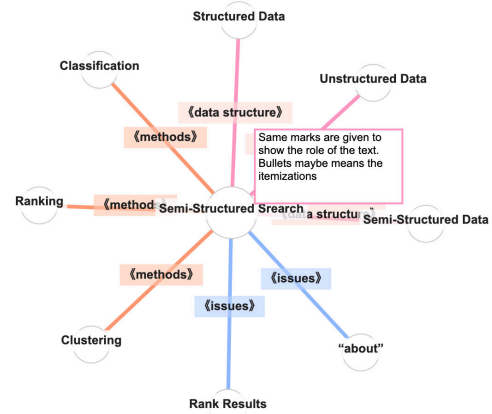 Structured Data
Classification
Unstructured Data
《data structure》
《methods》
Same marks are given to
show the role of the text.
Bullets maybe means the
itemizations
Ranking
《method
Semi-Structured Srearch
a structure》
Semi-Structured Data
《methods》
《issues》
《issues》
Clustering
“about”
Rank Results